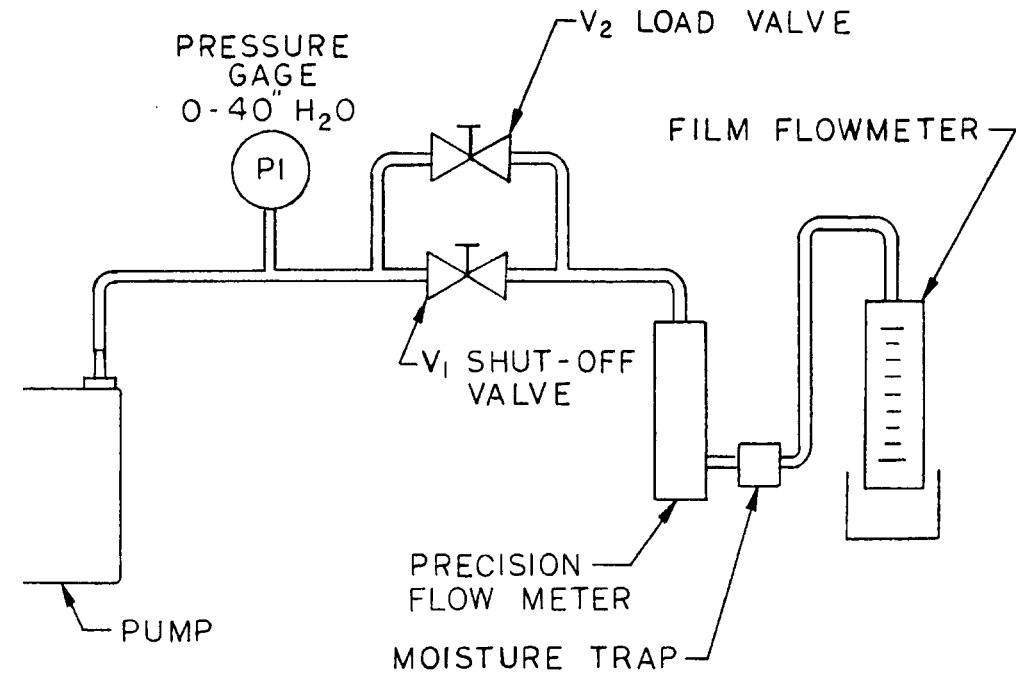 V₂ LOAD VALVE
PRESSURE
GAGE
0-40" H₂O
FILM FLOWMETER
PI
V₁ SHUT-OFF
VALVE
PRECISION
FLOW METER
PUMP
MOISTURE TRAP